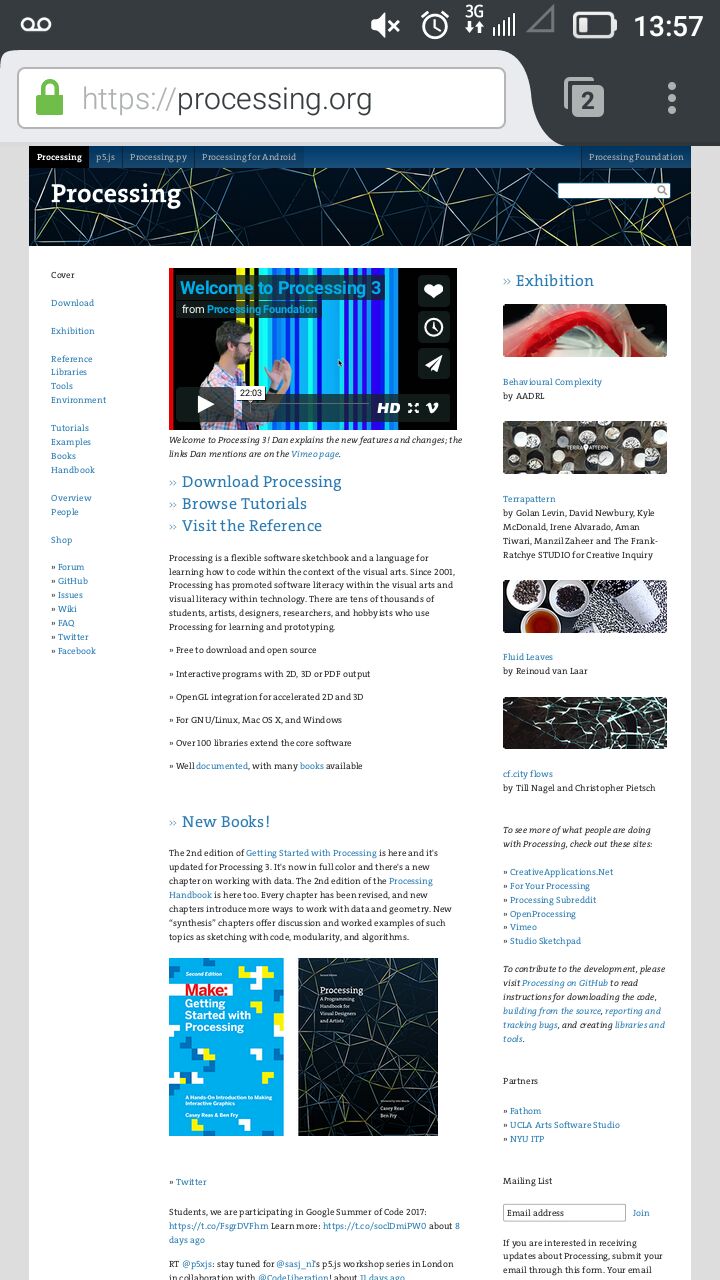 3G
13:57
https://processing.org
2
Processing
p5.js
Processing.py
Processing for Android
Processing Foundation
Processing
Cover
Download
Exhibition
Reference
Libraries
Tools
Environment
Tutorials
Examples
Books
Handbook
Overview
People
Shop
» Forum
» GitHub
» Issues
» Wiki
» FAQ
» Twitter
» Facebook
Welcome to Processing 3
from Processing Foundation
22:03
HD
Welcome to Processing 3! Dan explains the new features and changes; the
links Dan mentions are on the Vimeo page.
» Download Processing
» Browse Tutorials
» Visit the Reference
Processing is a flexible software sketchbook and a language for
learning how to code within the context of the visual arts. Since 2001,
Processing has promoted software literacy within the visual arts and
visual literacy within technology. There are tens of thousands of
students, artists, designers, researchers, and hobbyists who use
Processing for learning and prototyping.
» Free to download and open source
» Interactive programs with 2D, 3D or PDF output
» OpenGL integration for accelerated 2D and 3D
» For GNU/Linux, Mac OS X, and Windows
» Over 100 libraries extend the core software
» Well documented, with many books available
» New Books!
The 2nd edition of Getting Started with Processing is here and it's
updated for Processing 3. It's now in full color and there's a new
chapter on working with data. The 2nd edition of the Processing
Handbook is here too. Every chapter has been revised, and new
chapters introduce more ways to work with data and geometry. New
“synthesis” chapters offer discussion and worked examples of such
topics as sketching with code, modularity, and algorithms.
Second Edition
Make:
Getting
Started with
Processing
A Hands-On Introduction to Making
Interactive Graphics
Casey Reas & Ben Fry
Second Edition
Processing
A Programming
Handbook for
Visual Designers
and Artists
Casey Reas
Ben Fry
» Twitter
Students, we are participating in Google Summer of Code 2017:
https://t.co/FsgrDVFhm Learn more: https://t.co/soclDmiPW0 about 8
days ago
RT @p5xjs: stay tuned for @sasj_nl's p5.js workshop series in London
in collaboration with @CodeLiberation! about 11 days ago
» Exhibition
Behavioural Complexity
by AADRL
TERRAPATTERN
Terrapattern
by Golan Levin, David Newbury, Kyle
McDonald, Irene Alvarado, Aman
Tiwari, Manzil Zaheer and The Frank-
Ratchye STUDIO for Creative Inquiry
Fluid Leaves
by Reinoud van Laar
cf.city flows
by Till Nagel and Christopher Pietsch
To see more of what people are doing
with Processing, check out these sites:
» CreativeApplications.Net
» For Your Processing
» Processing Subreddit
» OpenProcessing
» Vimeo
» Studio Sketchpad
To contribute to the development, please
visit Processing on GitHub to read
instructions for downloading the code,
building from the source, reporting and
tracking bugs, and creating libraries and
tools.
Partners
» Fathom
» UCLA Arts Software Studio
» NYU ITP
Mailing List
Email address
Join
If you are interested in receiving
updates about Processing, submit your
email through this form. Your email